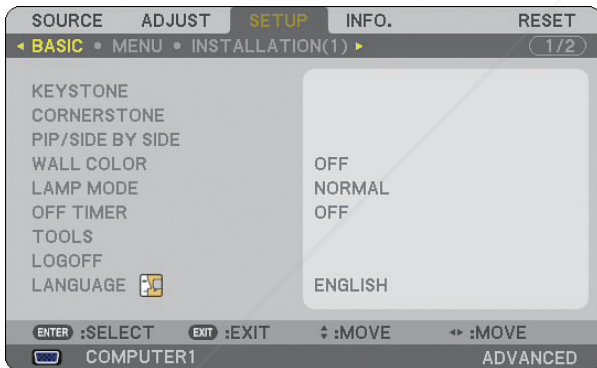 SOURCE ADJUST SETUP INFO. RESET
BASIC • MENU • INSTALLATION(1) 1/2
KEYSTONE
CORNERSTONE
PIP/SIDE BY SIDE
WALL COLOR OFF
LAMP MODE NORMAL
OFF TIMER OFF
TOOLS
LOGOFF
LANGUAGE ENGLISH
ENTER :SELECT EXIT :EXIT :MOVE :MOVE
COMPUTER1 ADVANCED